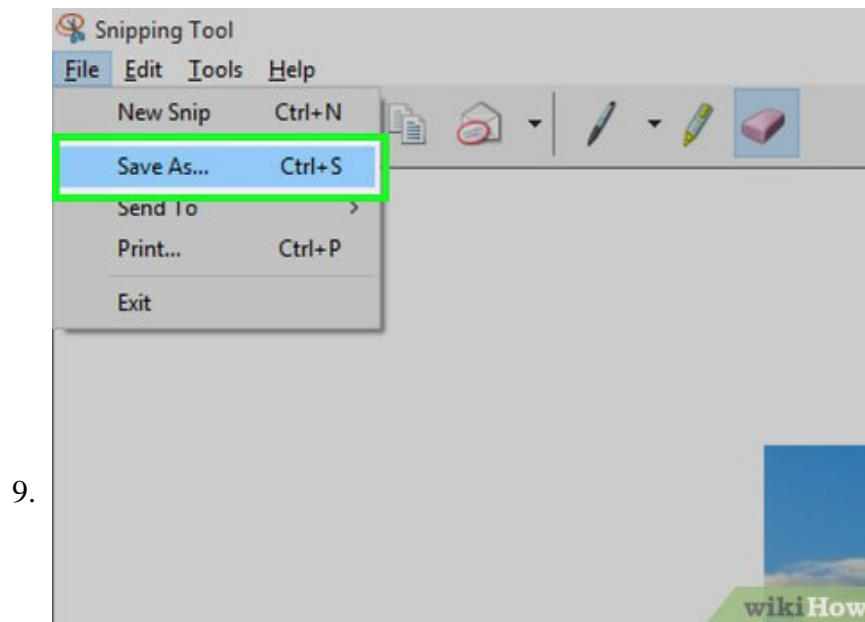 Snipping Tool
File Edit Tools Help
New Snip Ctrl+N
Save As... Ctrl+S
Send To >
Print... Ctrl+P
Exit
9.
wikiHow